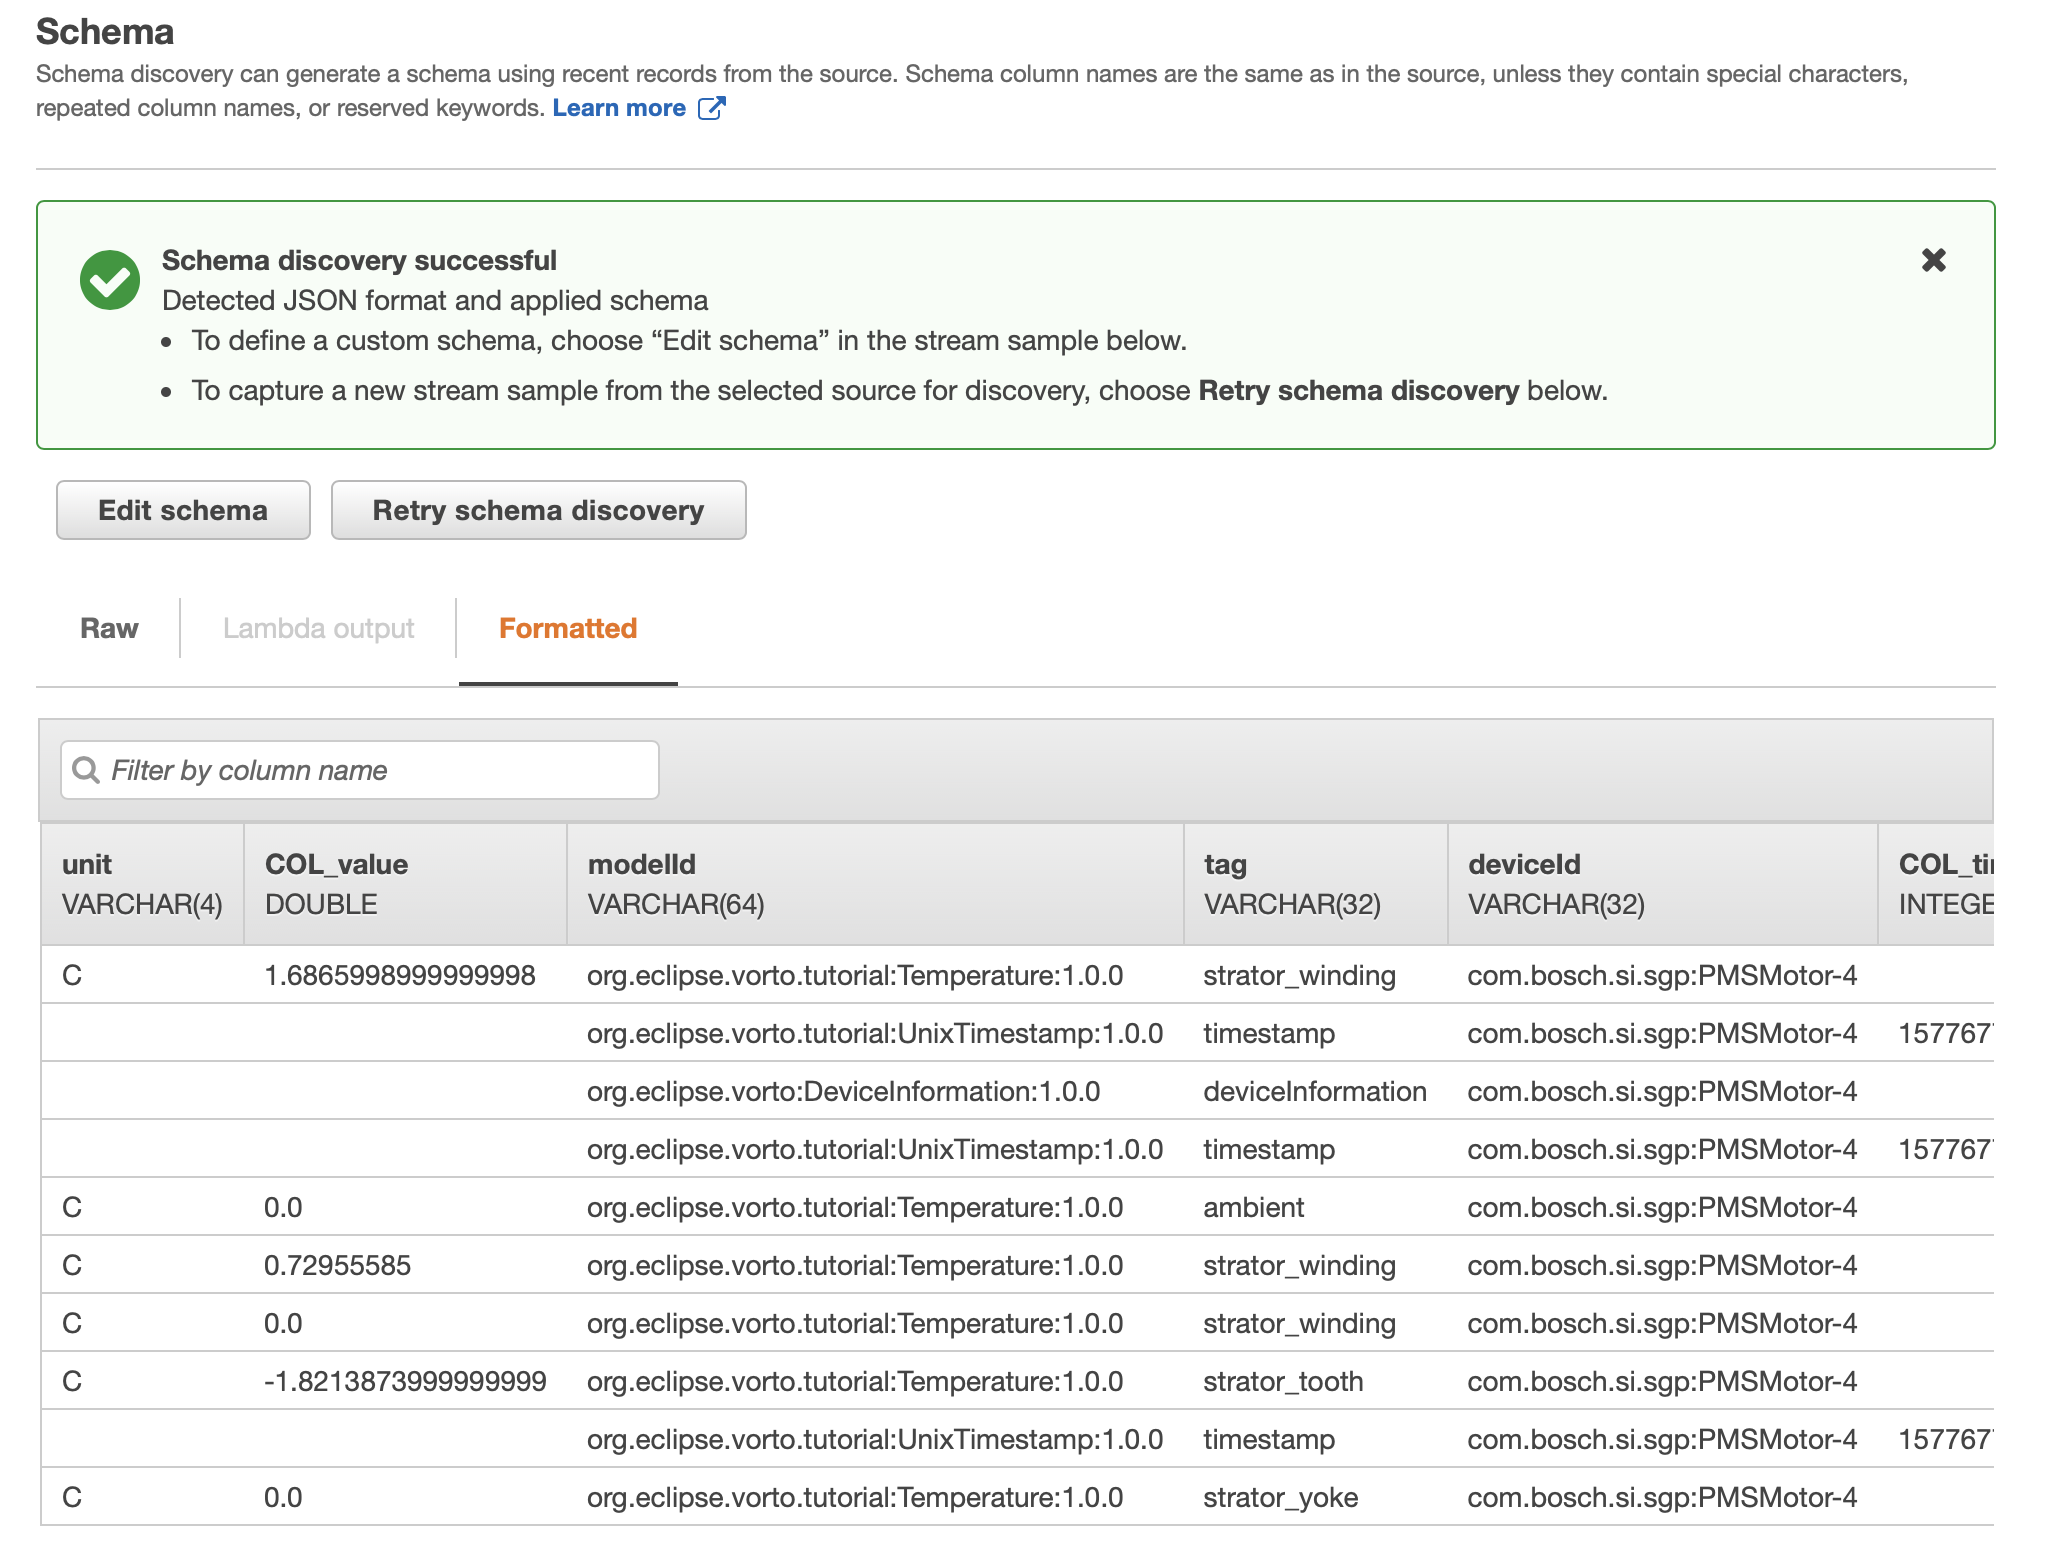 Schema
Schema discovery can generate a schema using recent records from the source. Schema column names are the same as in the source, unless they contain special characters,
repeated column names, or reserved keywords. Learn more
Schema discovery successful
Detected JSON format and applied schema
• To define a custom schema, choose “Edit schema” in the stream sample below.
• To capture a new stream sample from the selected source for discovery, choose Retry schema discovery below.
Edit schema Retry schema discovery
Raw Lambda output Formatted
Filter by column name
unit COL_value modelId tag deviceId
VARCHAR(4) DOUBLE VARCHAR(64) VARCHAR(32) VARCHAR(32)
C 1.6865998999999998 org.eclipse.vorto.tutorial:Temperature:1.0.0 strator_winding com.bosch.si.sgp:PMSMotor-4
org.eclipse.vorto.tutorial:UnixTimestamp:1.0.0 timestamp com.bosch.si.sgp:PMSMotor-4
org.eclipse.vorto:DeviceInformation:1.0.0 deviceInformation com.bosch.si.sgp:PMSMotor-4
org.eclipse.vorto.tutorial:UnixTimestamp:1.0.0 timestamp com.bosch.si.sgp:PMSMotor-4
C 0.0 org.eclipse.vorto.tutorial:Temperature:1.0.0 ambient com.bosch.si.sgp:PMSMotor-4
C 0.72955585 org.eclipse.vorto.tutorial:Temperature:1.0.0 strator_winding com.bosch.si.sgp:PMSMotor-4
C 0.0 org.eclipse.vorto.tutorial:Temperature:1.0.0 strator_winding com.bosch.si.sgp:PMSMotor-4
C -1.8213873999999999 org.eclipse.vorto.tutorial:Temperature:1.0.0 strator_tooth com.bosch.si.sgp:PMSMotor-4
org.eclipse.vorto.tutorial:UnixTimestamp:1.0.0 timestamp com.bosch.si.sgp:PMSMotor-4
C 0.0 org.eclipse.vorto.tutorial:Temperature:1.0.0 strator_yoke com.bosch.si.sgp:PMSMotor-4